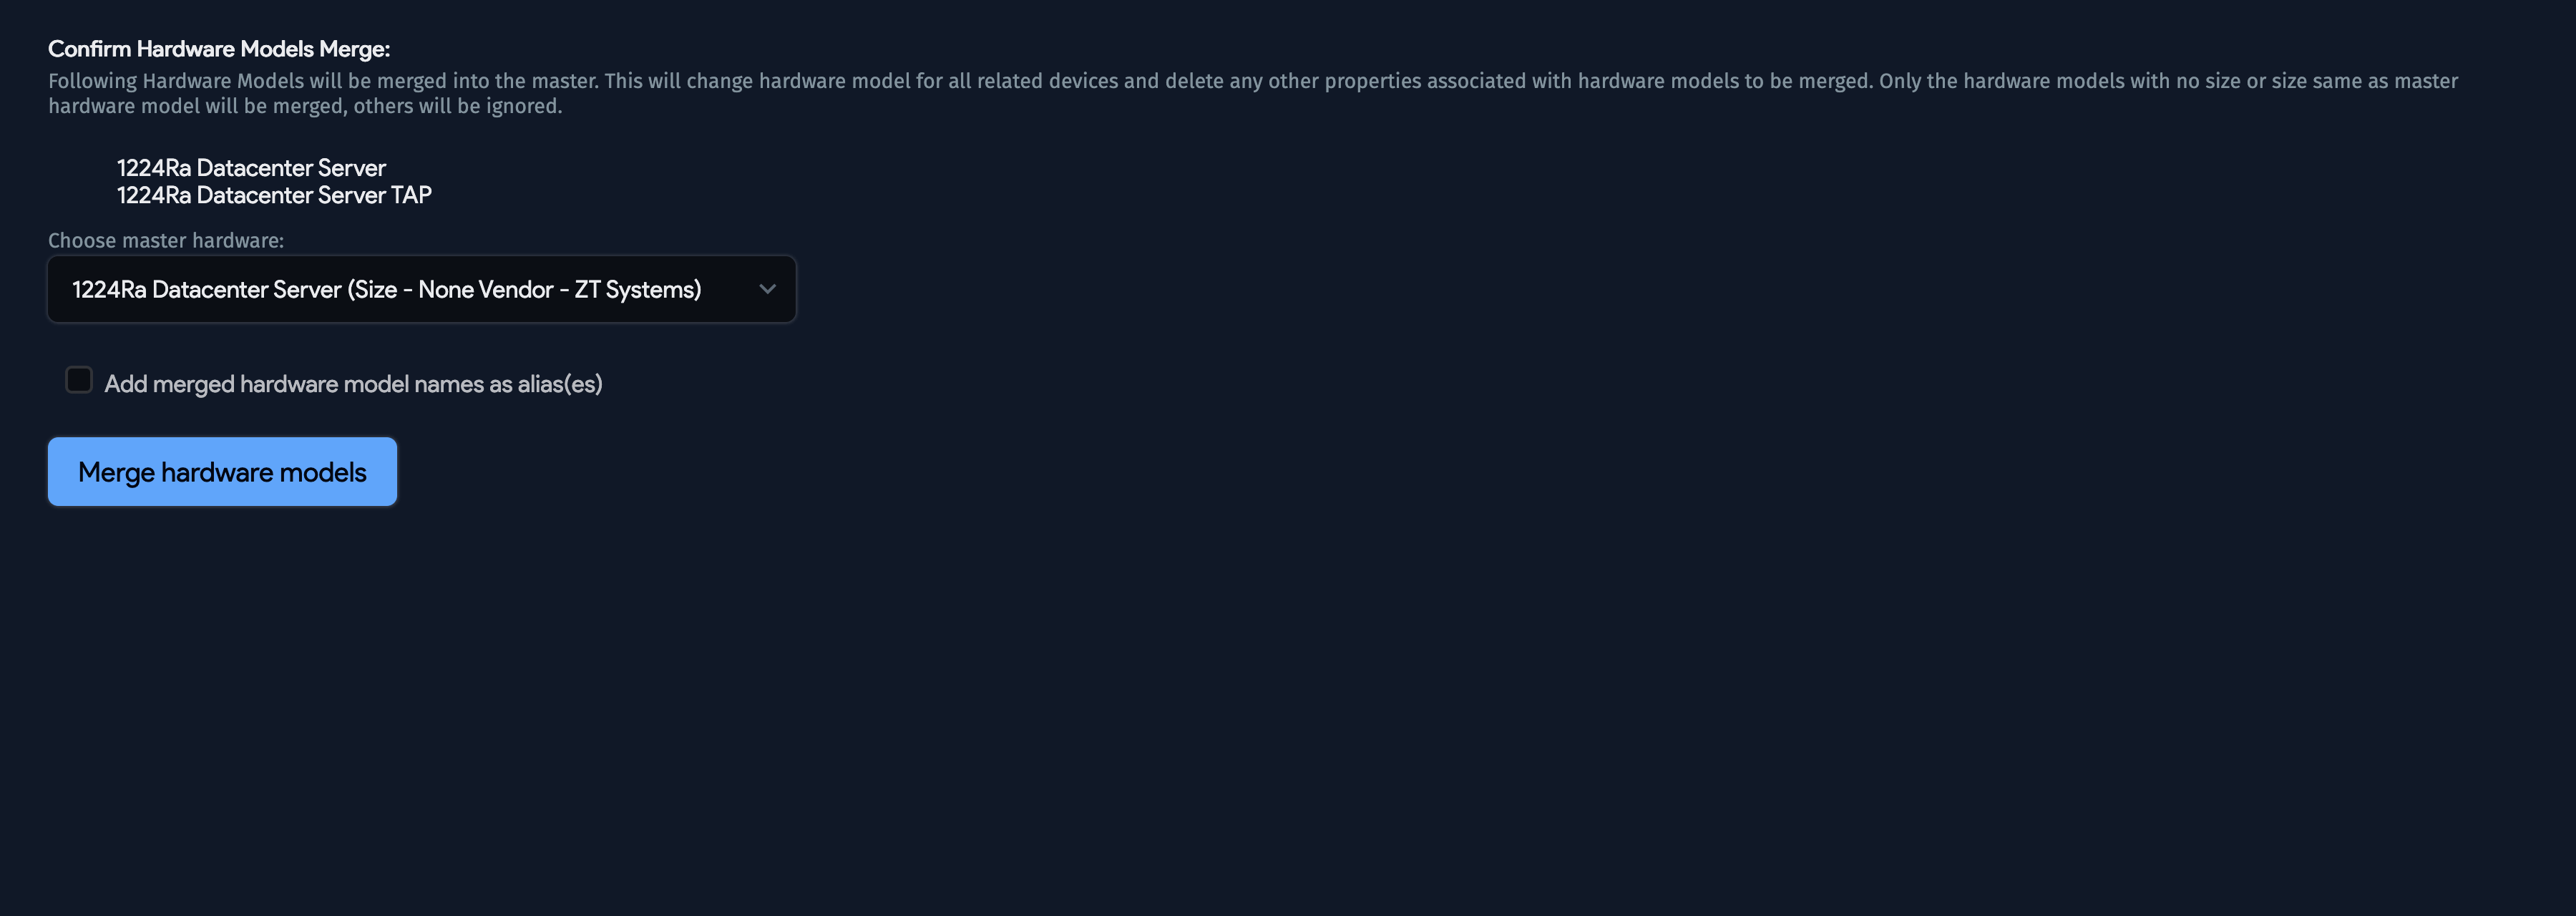 Confirm Hardware Models Merge:
Following Hardware Models will be merged into the master. This will change hardware model for all related devices and delete any other properties associated with hardware models to be merged. Only the hardware models with no size or size same as master
hardware model will be merged, others will be ignored.
1224Ra Datacenter Server
1224Ra Datacenter Server TAP
Choose master hardware:
1224Ra Datacenter Server (Size - None Vendor - ZT Systems)
Add merged hardware model names as alias(es)
Merge hardware models